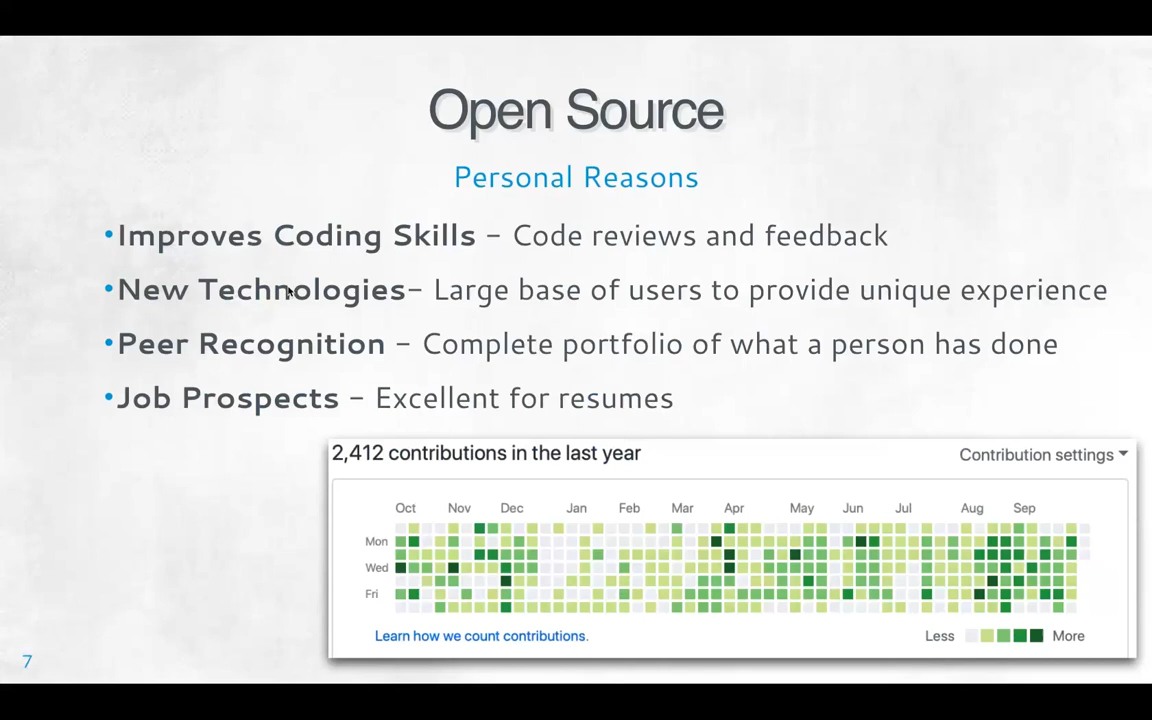 Open Source
Personal Reasons
•Improves Coding Skills – Code reviews and feedback
•New Technologies– Large base of users to provide unique experience
•Peer Recognition – Complete portfolio of what a person has done
•Job Prospects – Excellent for resumes
2,412 contributions in the last year
Contribution settings
Oct Nov Dec Jan Feb Mar Apr May Jun Jul Aug Sep
Mon
Wed
Fri
Learn how we count contributions.
Less More
7